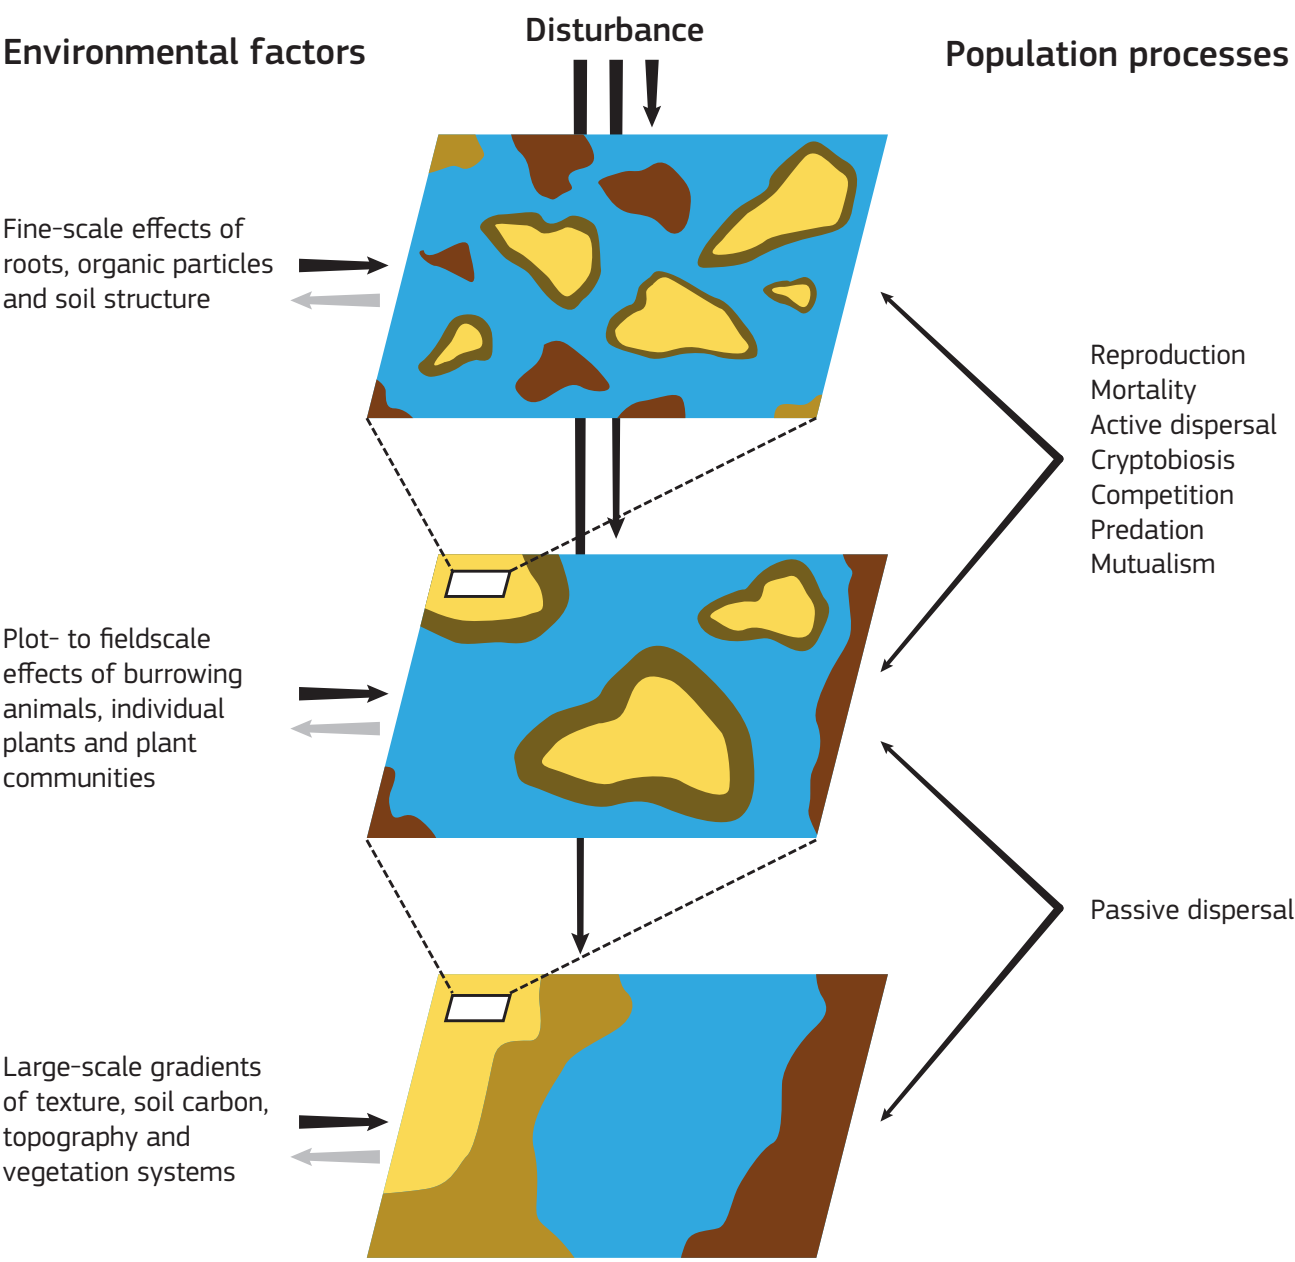 Environmental factors
Disturbance
Population processes
Fine-scale effects of
roots, organic particles
and soil structure
Reproduction
Mortality
Active dispersal
Cryptobiosis
Competition
Predation
Mutualism
Plot- to fieldscale
effects of burrowing
animals, individual
plants and plant
communities
Passive dispersal
Large-scale gradients
of texture, soil carbon,
topography and
vegetation systems